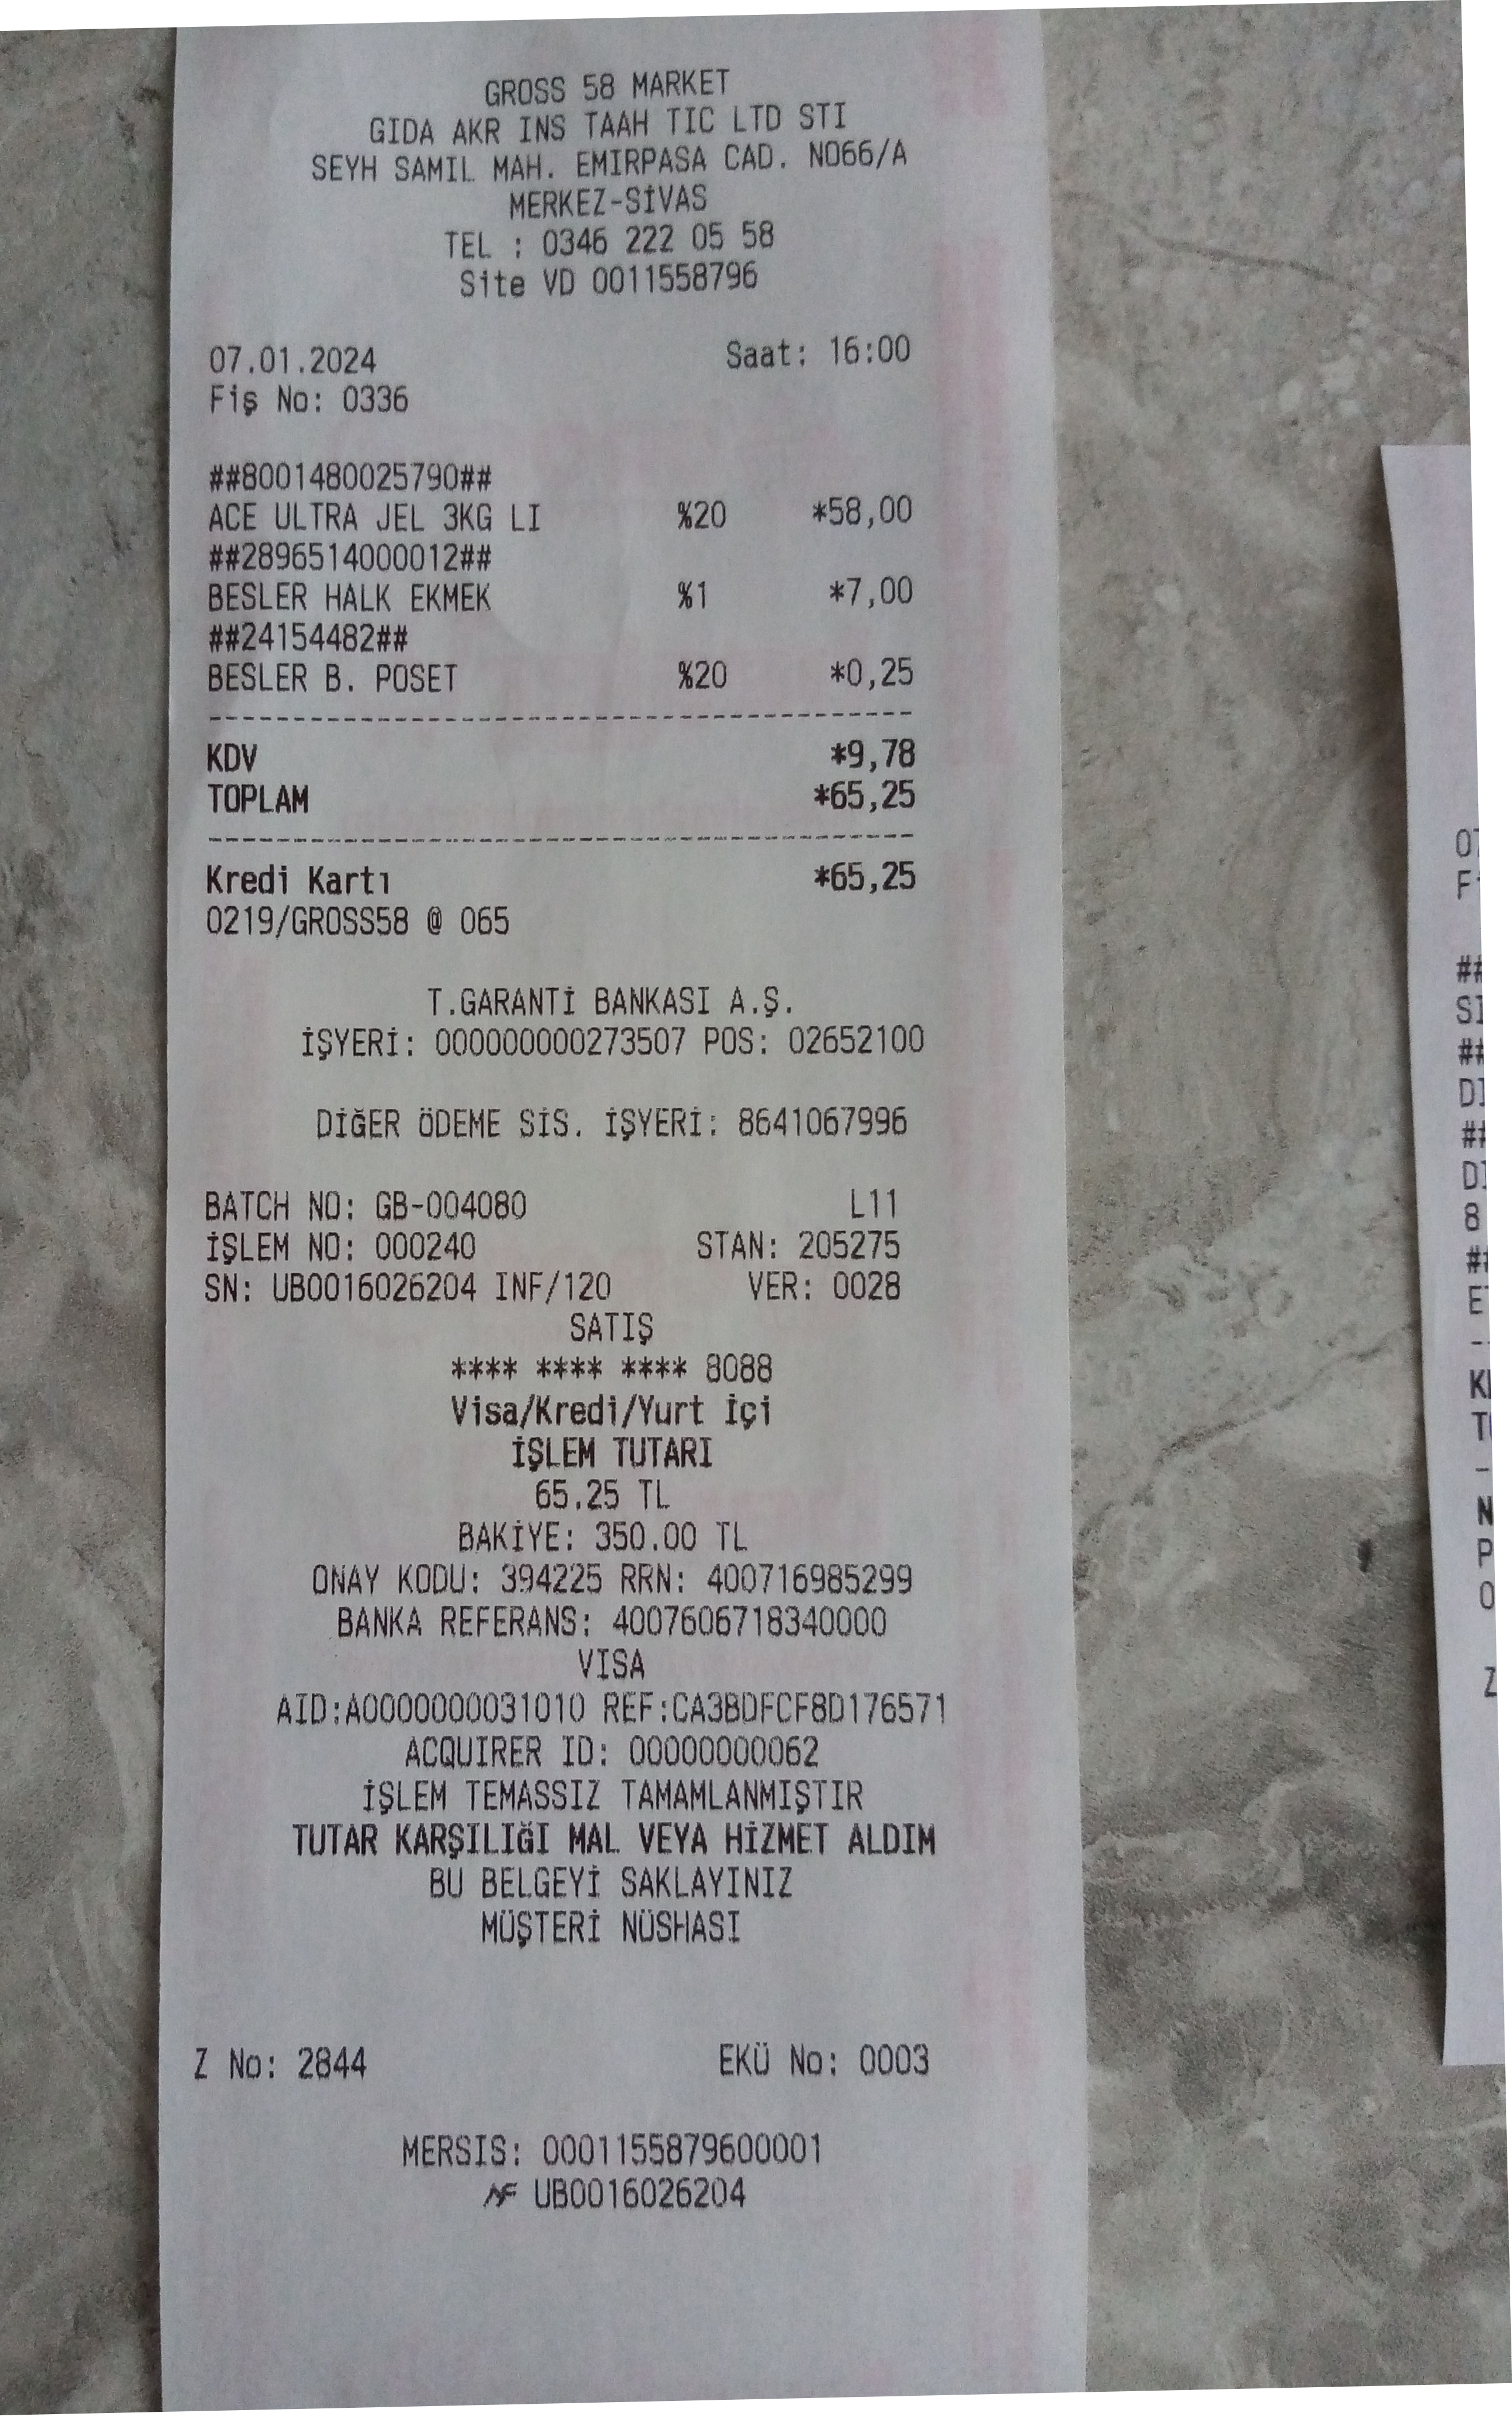 GROSS 58 MARKET
GIDA AKR INS TAAH TIC LTD STI
SEYH SAMIL MAH. EMIRPASA CAD. NO66/A
MERKEZ-SİVAS
TEL : 0346 222 05 58
Site VD 0011558796
07.01.2024 Saat: 16:00
Fiş No: 0336
##8001480025790##
ACE ULTRA JEL 3KG LI %20 *58,00
##2896514000012##
BESLER HALK EKMEK %1 *7,00
##24154482##
BESLER B. POSET %20 *0,25
KDV *9,78
TOPLAM *65,25
Kredi Kartı *65,25
0219/GROSS58 @ 065
T.GARANTİ BANKASI A.Ş.
İŞYERİ: 000000000273507 POS: 02652100
DİĞER ÖDEME SİS. İŞYERİ: 8641067996
BATCH NO: GB-004080 L11
İŞLEM NO: 000240 STAN: 205275
SN: UB0016026204 INF/120 VER: 0028
SATIŞ
**** **** **** 8088
Visa/Kredi/Yurt İçi
İŞLEM TUTARI
65.25 TL
BAKİYE: 350.00 TL
ONAY KODU: 394225 RRN: 400716985299
BANKA REFERANS: 4007606718340000
VISA
AID:A0000000031010 REF:CA3BDFCF8D176571
ACQUIRER ID: 00000000062
İŞLEM TEMASSIZ TAMAMLANMIŞTIR
TUTAR KARŞILIĞI MAL VEYA HİZMET ALDIM
BU BELGEYİ SAKLAYINIZ
MÜŞTERİ NÜSHASI
Z No: 2844 EKÜ No: 0003
MERSIS: 0001155879600001
UB0016026204